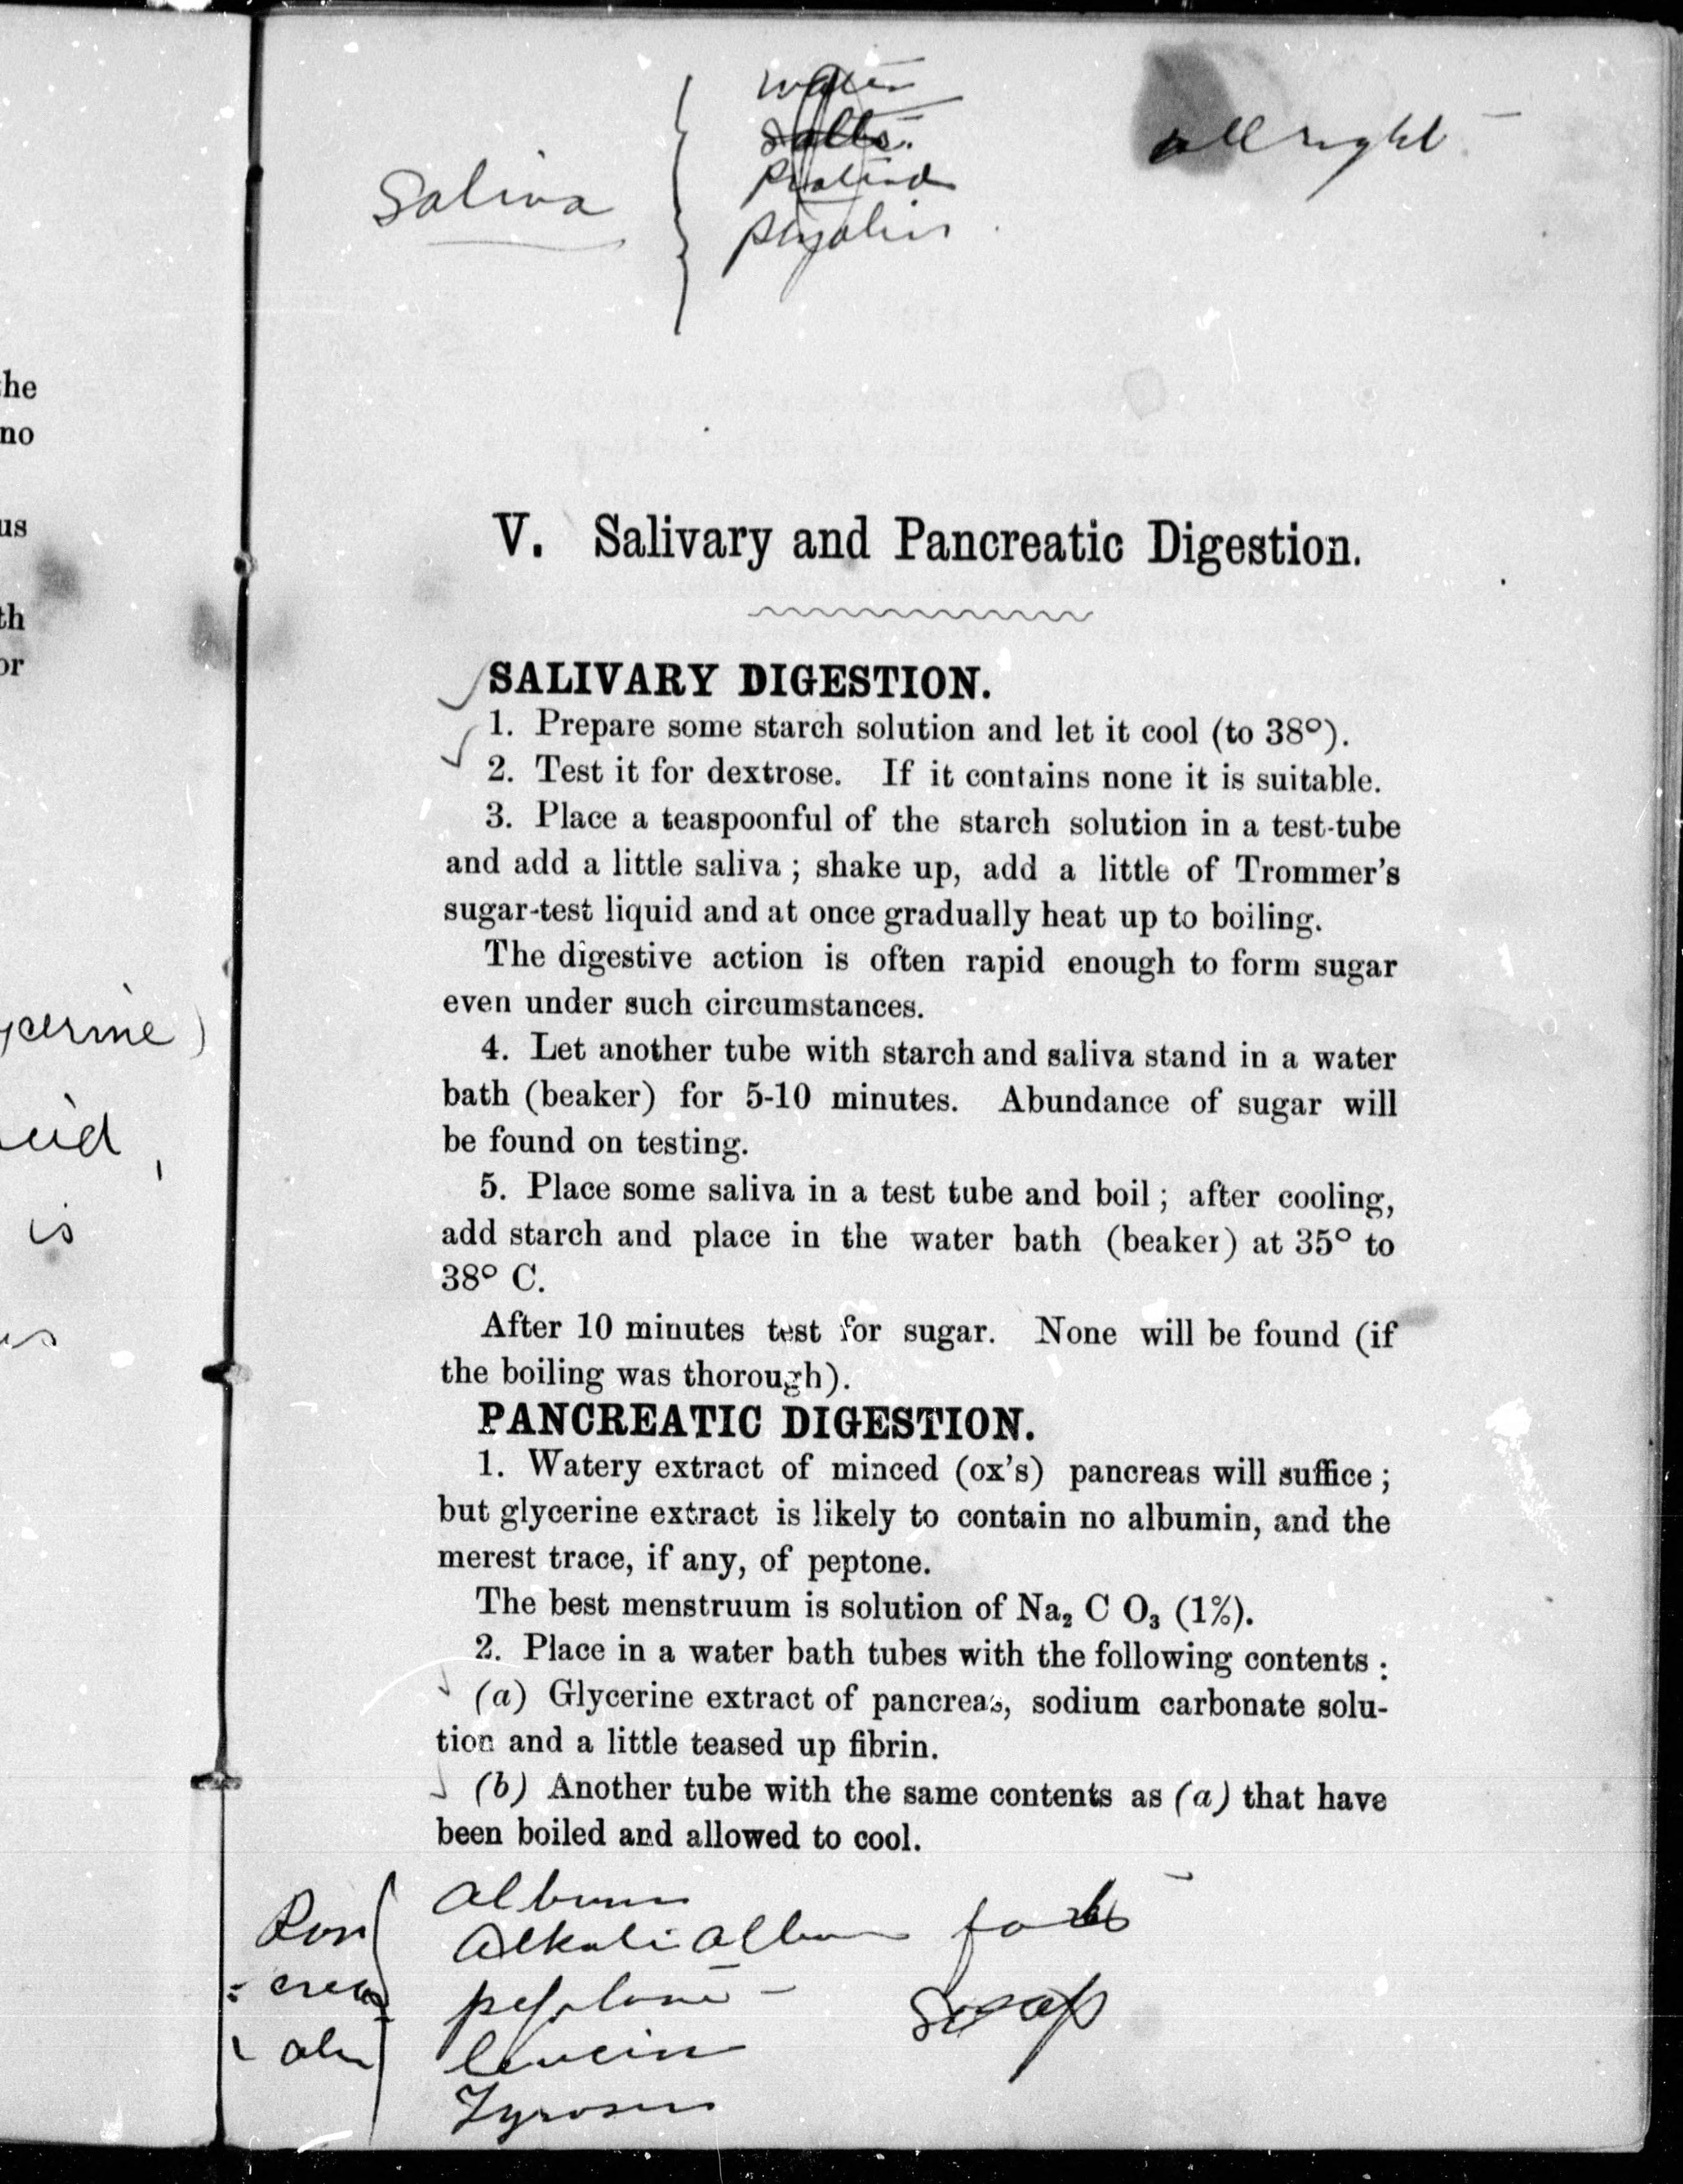 water
salts.
Saliva
ptyalin
allright
the
no
us
th
or
ycerine)
is
V. Salivary and Pancreatic Digestion.
SALIVARY DIGESTION.
1. Prepare some starch solution and let it cool (to 38°).
2. Test it for dextrose. If it contains none it is suitable.
3. Place a teaspoonful of the starch solution in a test-tube
and add a little saliva ; shake up, add a little of Trommer's
sugar-test liquid and at once gradually heat up to boiling.
The digestive action is often rapid enough to form sugar
even under such circumstances.
4. Let another tube with starch and saliva stand in a water
bath (beaker) for 5-10 minutes. Abundance of sugar will
be found on testing.
5. Place some saliva in a test tube and boil ; after cooling,
add starch and place in the water bath (beaker) at 35° to
38° C.
After 10 minutes test for sugar. None will be found (if
the boiling was thorough).
PANCREATIC DIGESTION.
1. Watery extract of minced (ox's) pancreas will suffice ;
but glycerine extract is likely to contain no albumin, and the
merest trace, if any, of peptone.
The best menstruum is solution of Na₂ C O₃ (1%).
2. Place in a water bath tubes with the following contents :
(a) Glycerine extract of pancreas, sodium carbonate solu-
tion and a little teased up fibrin.
(b) Another tube with the same contents as (a) that have
been boiled and allowed to cool.
album
Alkali album
peptone
soap
leucin
Tyrosin